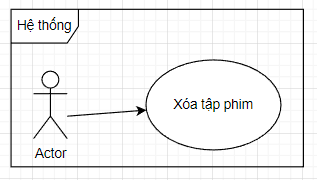 Hệ thống
Xóa tập phim
Actor